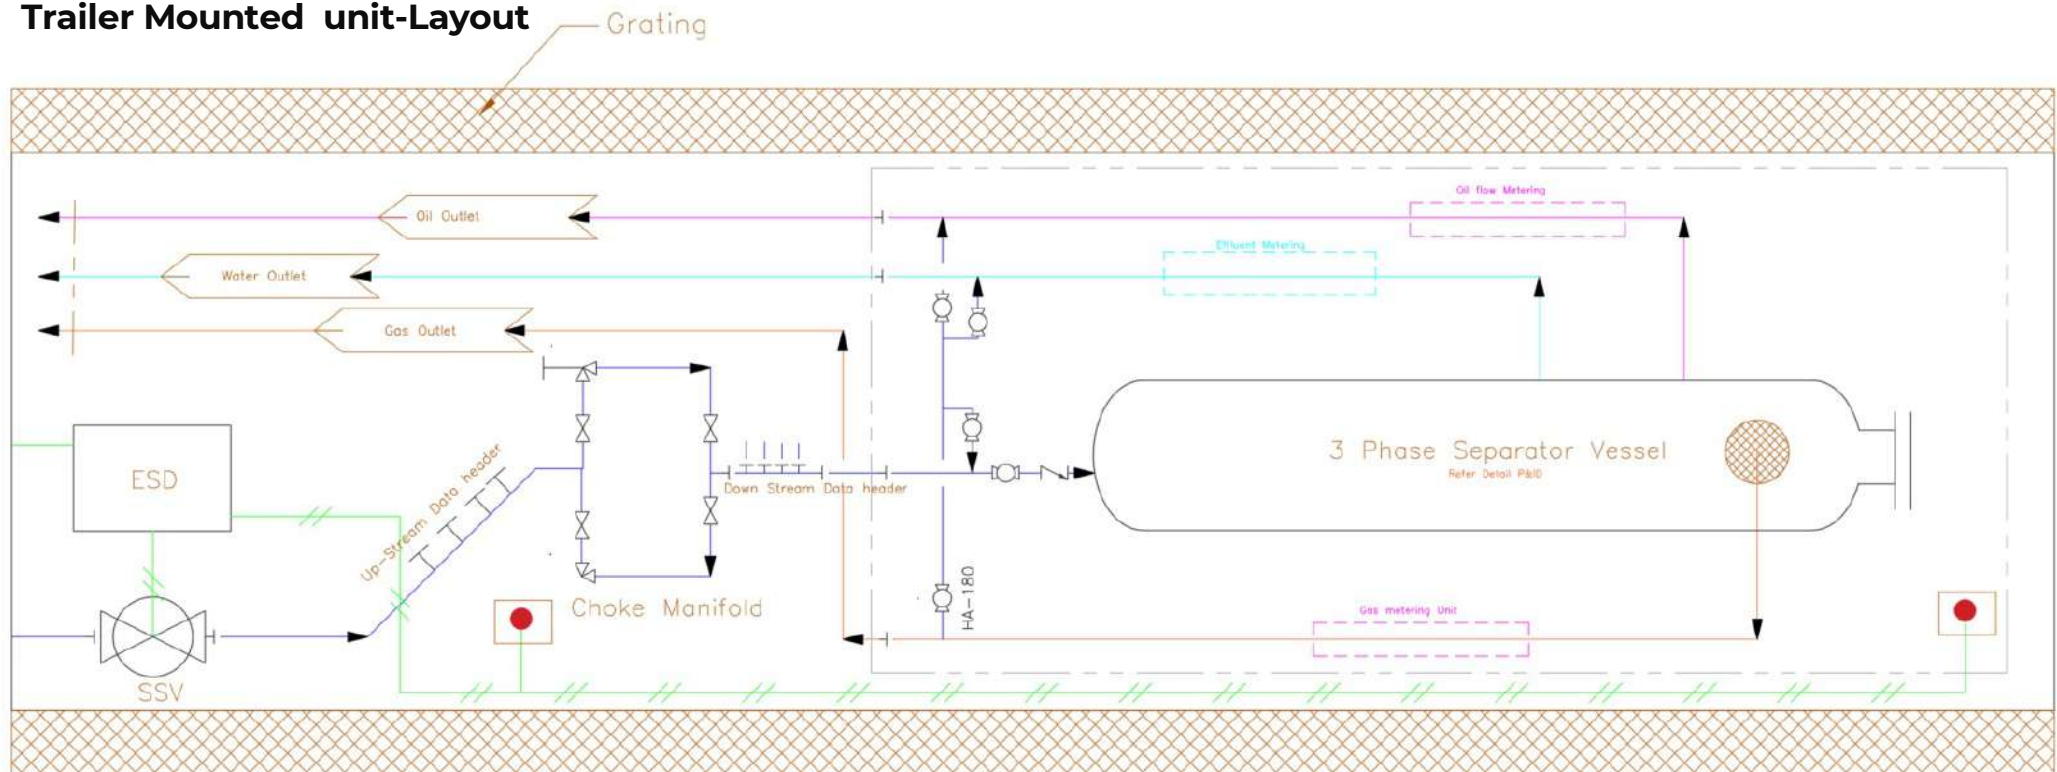 Trailer Mounted unit-Layout
Grating
Oil flow Metering
Oil Outlet
Effluent Metering
Water Outlet
Gas Outlet
3 Phase Separator Vessel
Refer Detail P&ID
ESD
Up-Stream Data header
Down Stream Data header
HA-180
Choke Manifold
Gas metering Unit
SSV